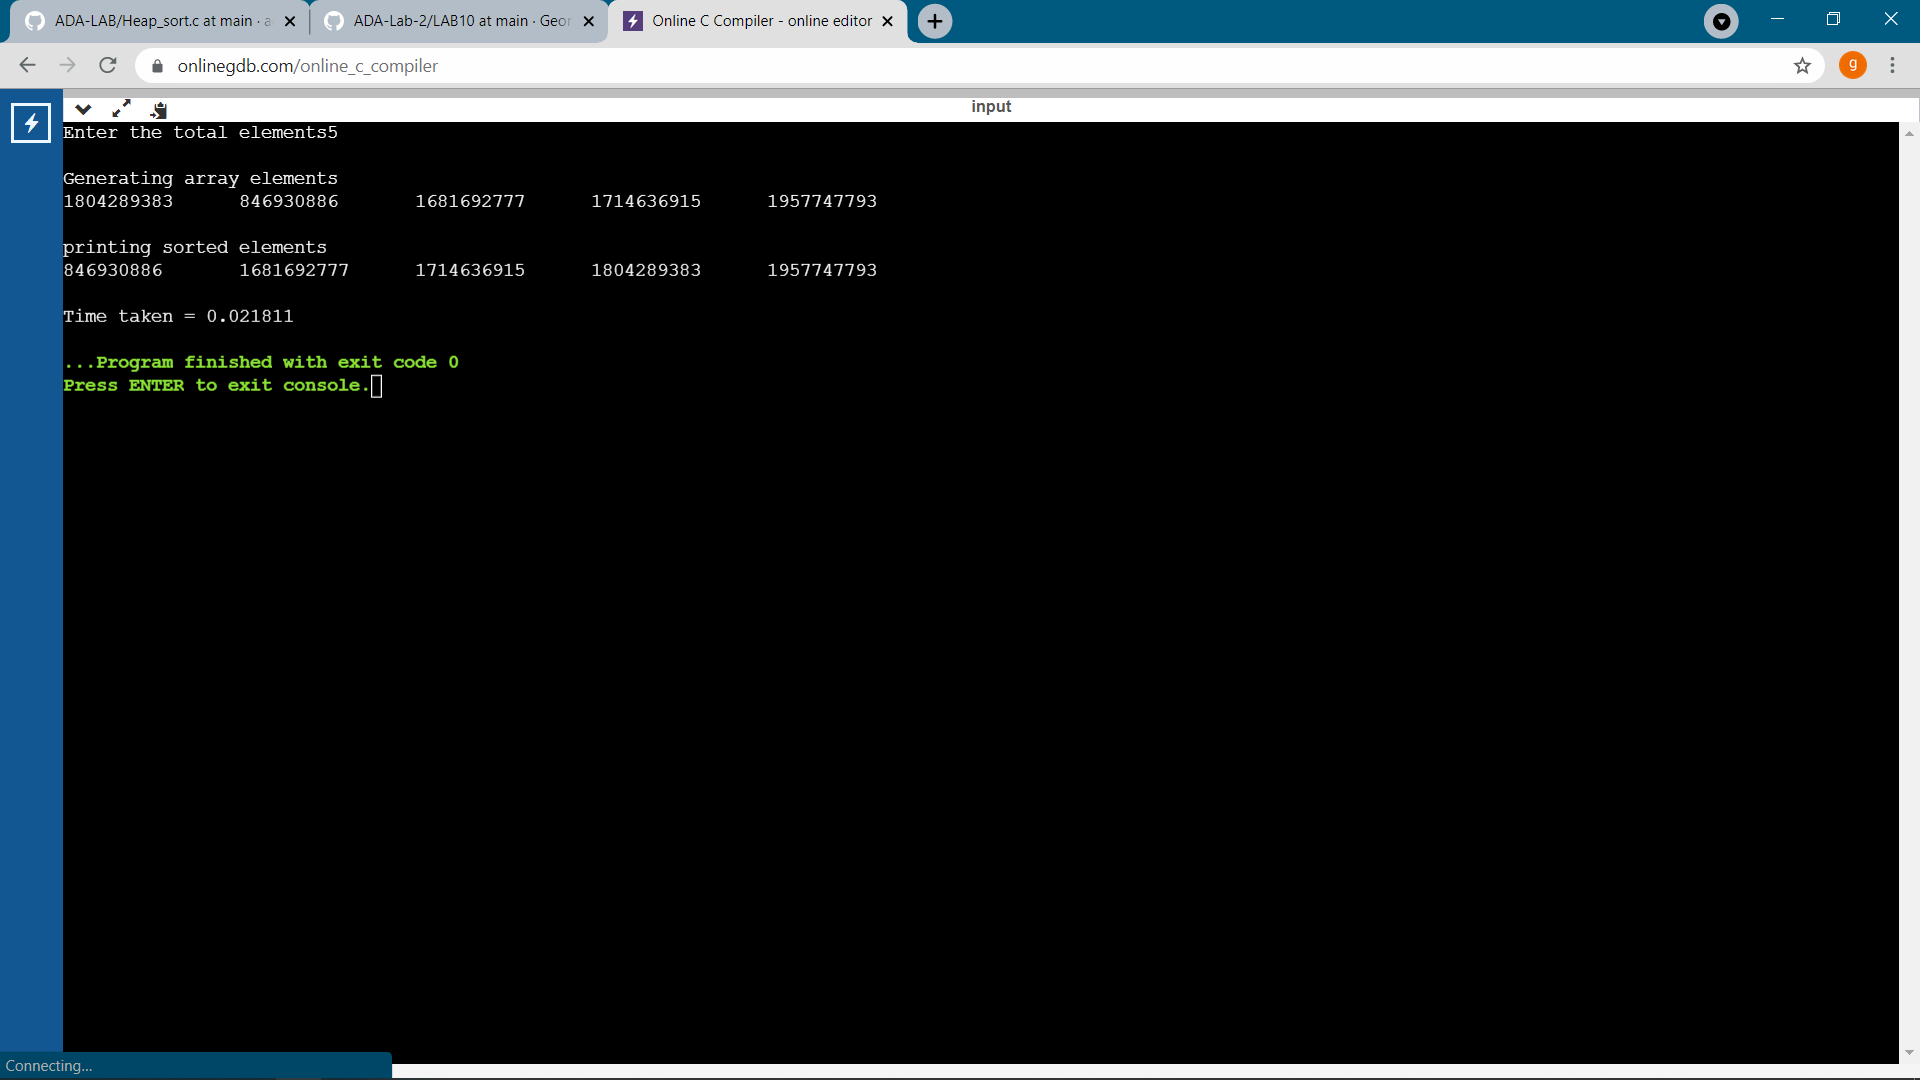 ADA-LAB/Heap_sort.c at main · a
ADA-Lab-2/LAB10 at main · Geor
Online C Compiler - online editor
onlinegdb.com/online_c_compiler
g
input
Enter the total elements5
Generating array elements
1804289383 846930886 1681692777 1714636915 1957747793
printing sorted elements
846930886 1681692777 1714636915 1804289383 1957747793
Time taken = 0.021811
...Program finished with exit code 0
Press ENTER to exit console.
Connecting...